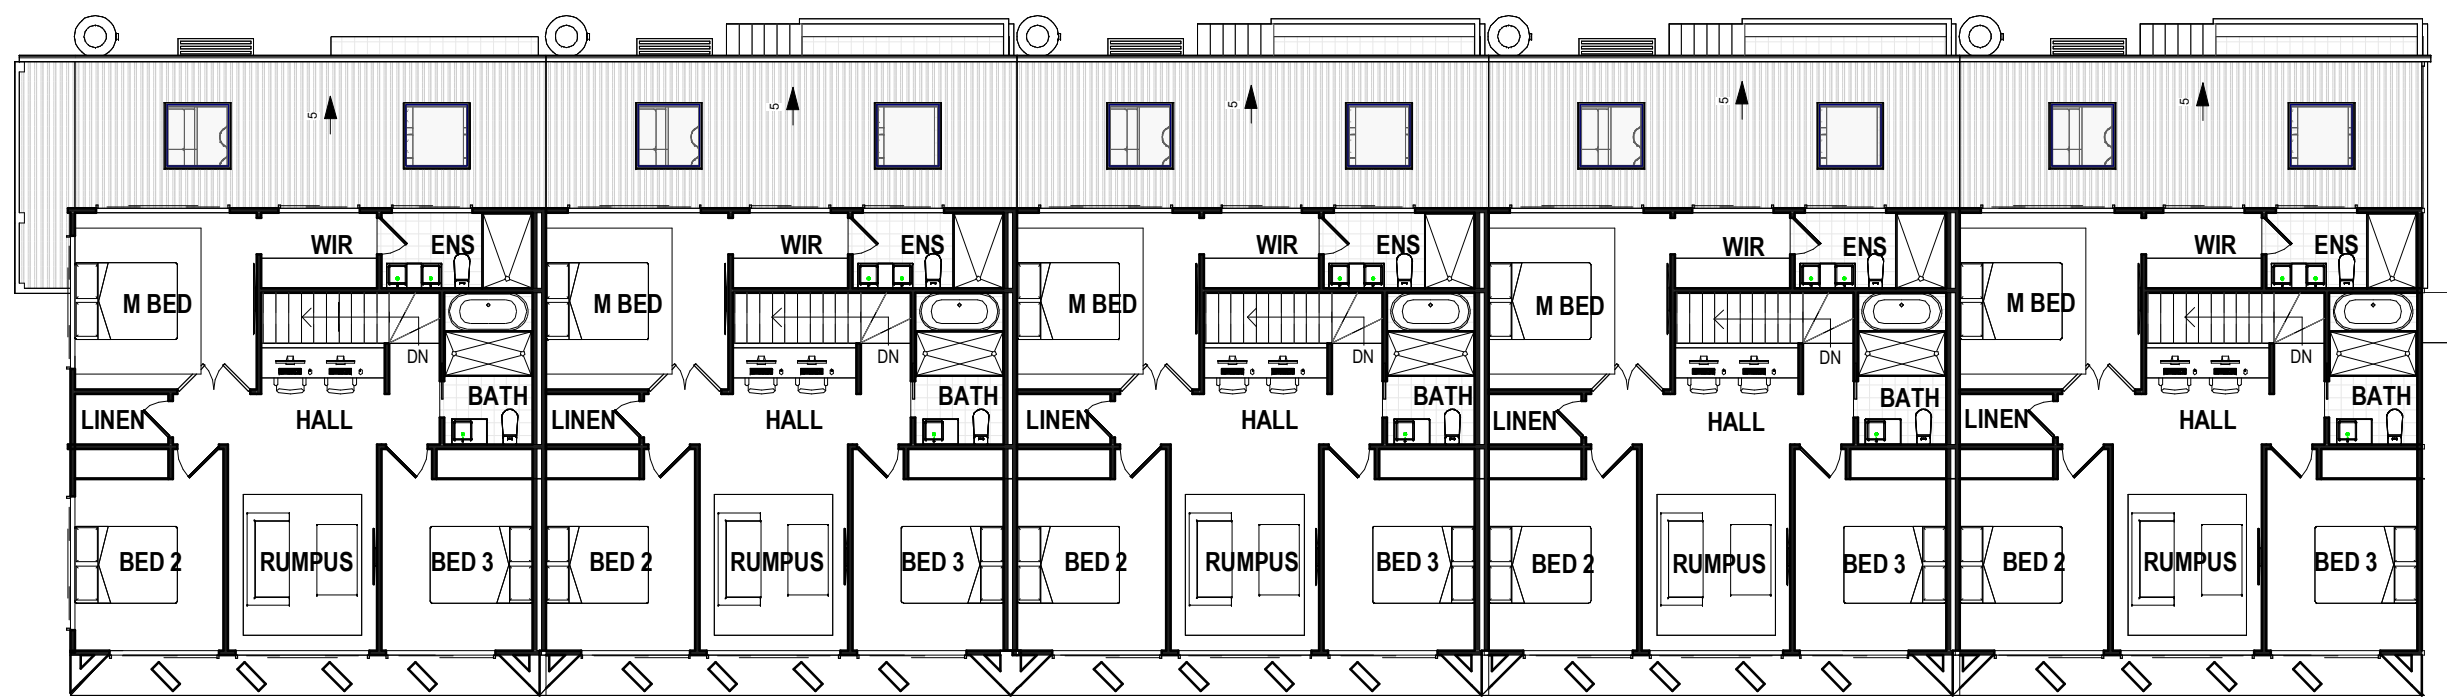 5 5 5 5 5
WIR ENS WIR ENS WIR ENS WIR ENS WIR ENS
M BED M BED M BED M BED M BED
DN DN DN DN DN
BATH BATH BATH BATH BATH
LINEN HALL LINEN HALL LINEN HALL LINEN HALL LINEN HALL
BED 2 RUMPUS BED 3 BED 2 RUMPUS BED 3 BED 2 RUMPUS BED 3 BED 2 RUMPUS BED 3 BED 2 RUMPUS BED 3